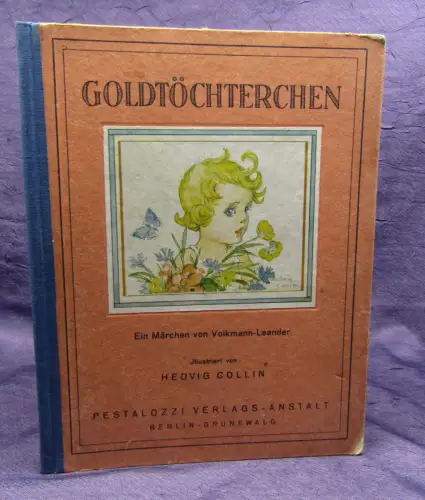 GOLDTÖCHTERCHEN
Ein Märchen von Volkmann-Leander
Illustriert von
HEDVIG COLLIN
PESTALOZZI VERLAGS-ANSTALT
BERLIN-GRUNEWALD